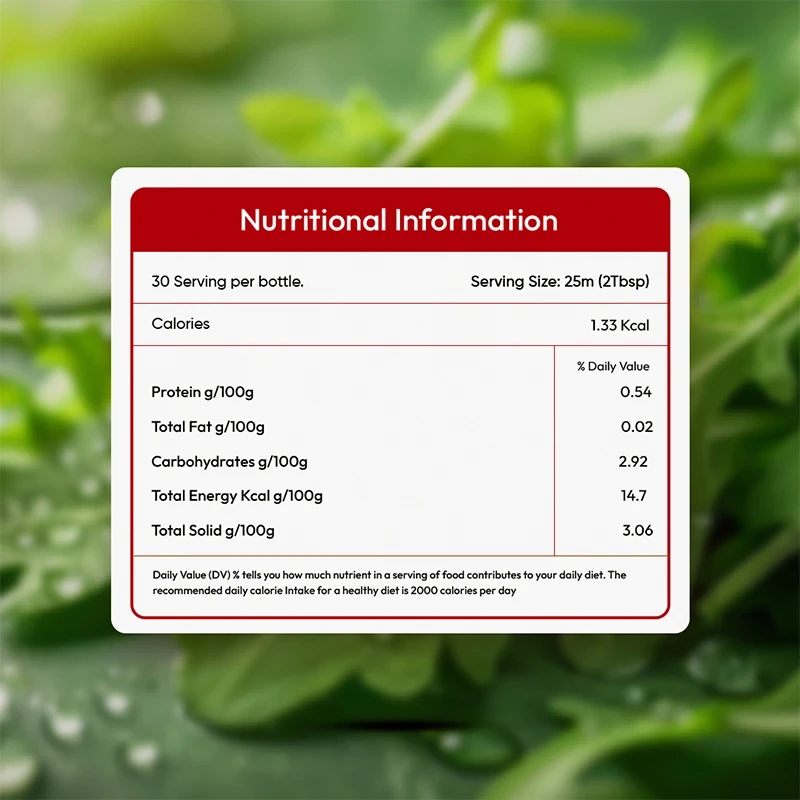 Nutritional Information
30 Serving per bottle. Serving Size: 25m (2Tbsp)
Calories 1.33 Kcal
% Daily Value
Protein g/100g 0.54
Total Fat g/100g 0.02
Carbohydrates g/100g 2.92
Total Energy Kcal g/100g 14.7
Total Solid g/100g 3.06
Daily Value (DV) % tells you how much nutrient in a serving of food contributes to your daily diet. The
recommended daily calorie Intake for a healthy diet is 2000 calories per day